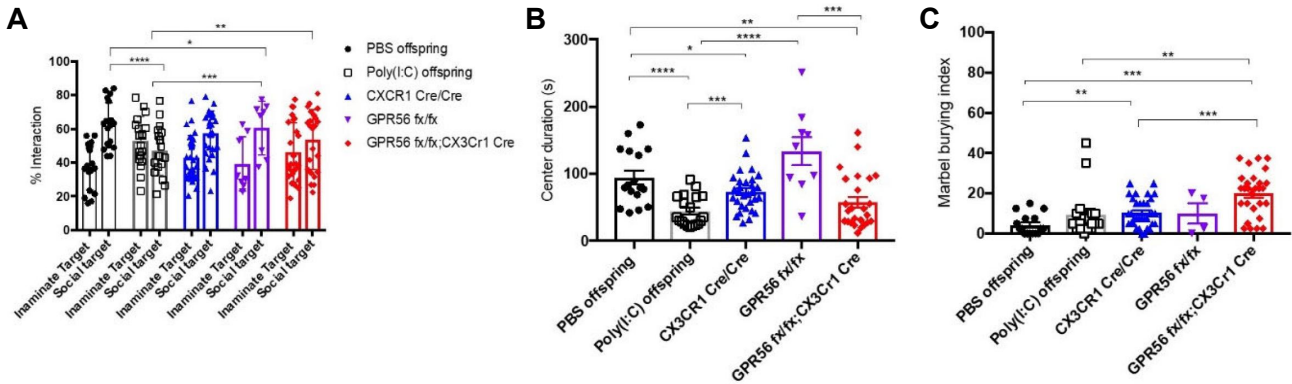 A
**
*
****
***
% Interaction
100
80
60
40
20
0
Inaminate Target
Social target
Inaminate Target
Social target
Inaminate Target
Social target
Inaminate Target
Social target
Inaminate Target
Social target
PBS offspring
Poly(I:C) offspring
CXCR1 Cre/Cre
GPR56 fx/fx
GPR56 fx/fx;CX3Cr1 Cre
B
***
**
****
*
****
***
Center duration (s)
300
200
100
0
PBS offspring
Poly(I:C) offspring
CX3CR1 Cre/Cre
GPR56 fx/fx
GPR56 fx/fx;CX3Cr1 Cre
C
**
***
**
***
Marbel burying index
100
80
60
40
20
0
PBS offspring
Poly(I:C) offspring
CX3CR1 Cre/Cre
GPR56 fx/fx
GPR56 fx/fx;CX3Cr1 Cre